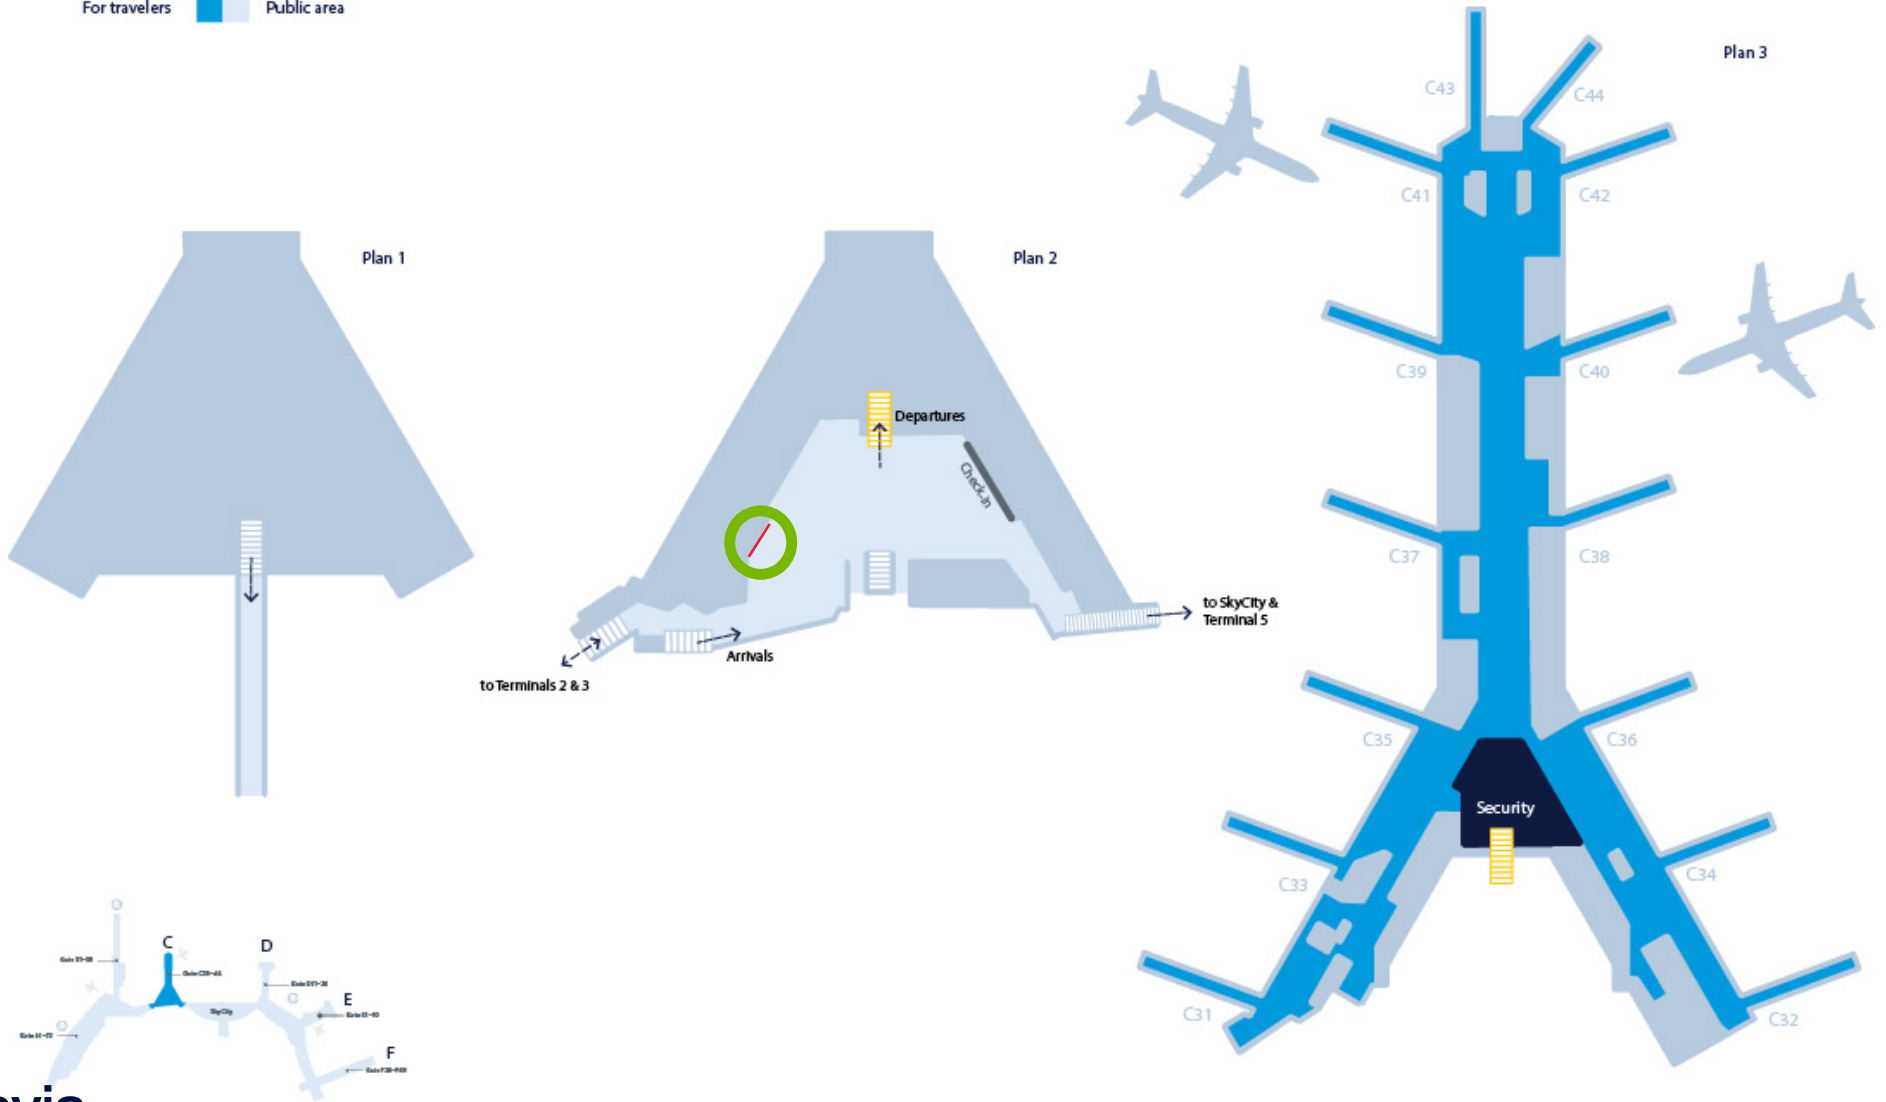 For travelers
Public area
Plan 1
Plan 2
Plan 3
Departures
Check-in
Arrivals
to Terminals 2 & 3
to SkyCity &
Terminal 5
C43
C44
C41
C42
C39
C40
C37
C38
C35
C36
Security
C33
C34
C31
C32
C
D
E
F
SkyCity